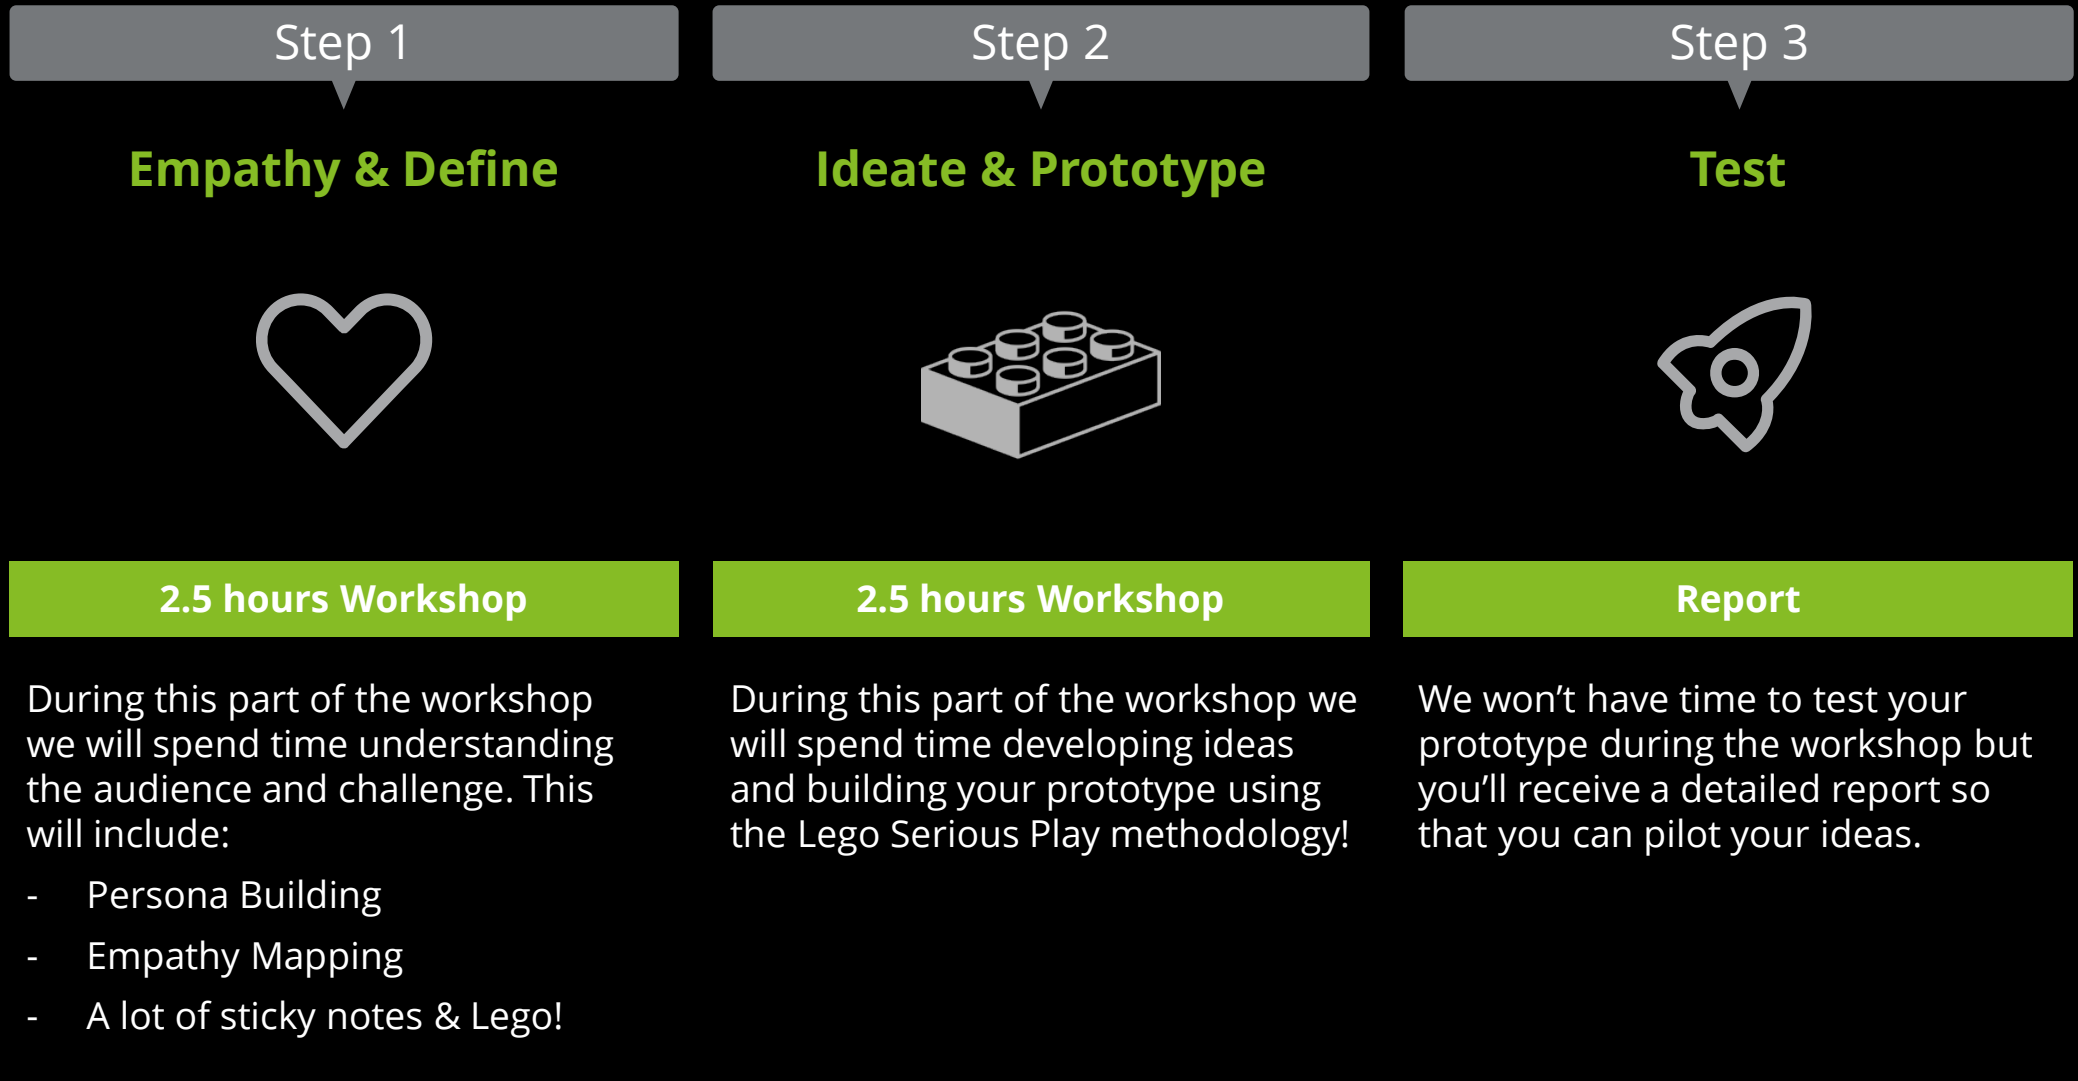 Step 1
Empathy & Define
2.5 hours Workshop
During this part of the workshop
we will spend time understanding
the audience and challenge. This
will include:
- Persona Building
- Empathy Mapping
- A lot of sticky notes & Lego!
Step 2
Ideate & Prototype
2.5 hours Workshop
During this part of the workshop we
will spend time developing ideas
and building your prototype using
the Lego Serious Play methodology!
Step 3
Test
Report
We won’t have time to test your
prototype during the workshop but
you’ll receive a detailed report so
that you can pilot your ideas.